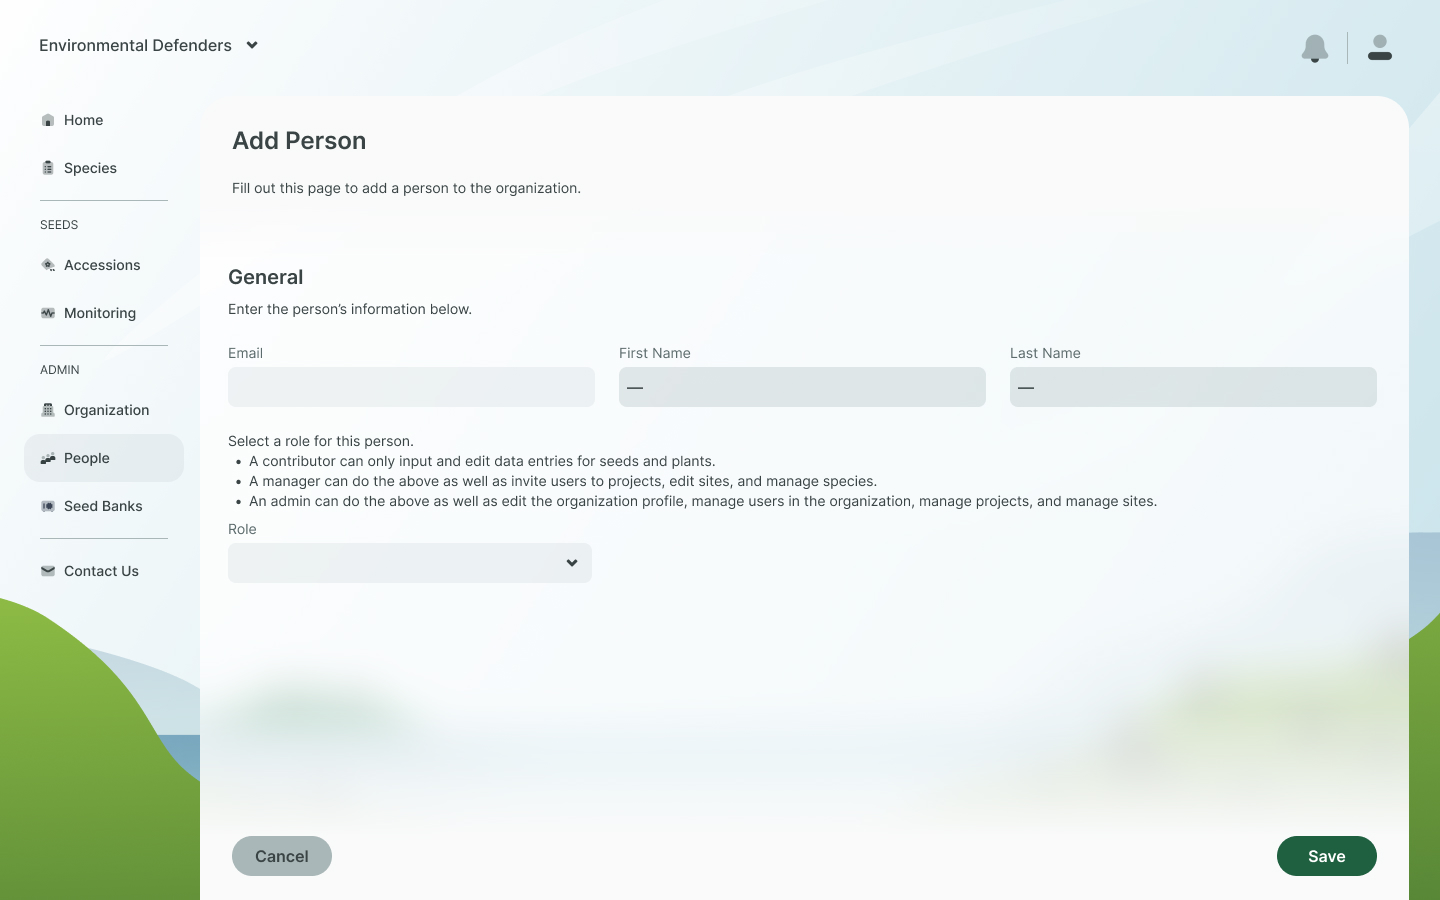 Environmental Defenders
Home
Species
SEEDS
Accessions
Monitoring
ADMIN
Organization
People
Seed Banks
Contact Us
Add Person
Fill out this page to add a person to the organization.
General
Enter the person’s information below.
Email
First Name
Last Name
—
—
Select a role for this person.
• A contributor can only input and edit data entries for seeds and plants.
• A manager can do the above as well as invite users to projects, edit sites, and manage species.
• An admin can do the above as well as edit the organization profile, manage users in the organization, manage projects, and manage sites.
Role
Cancel
Save